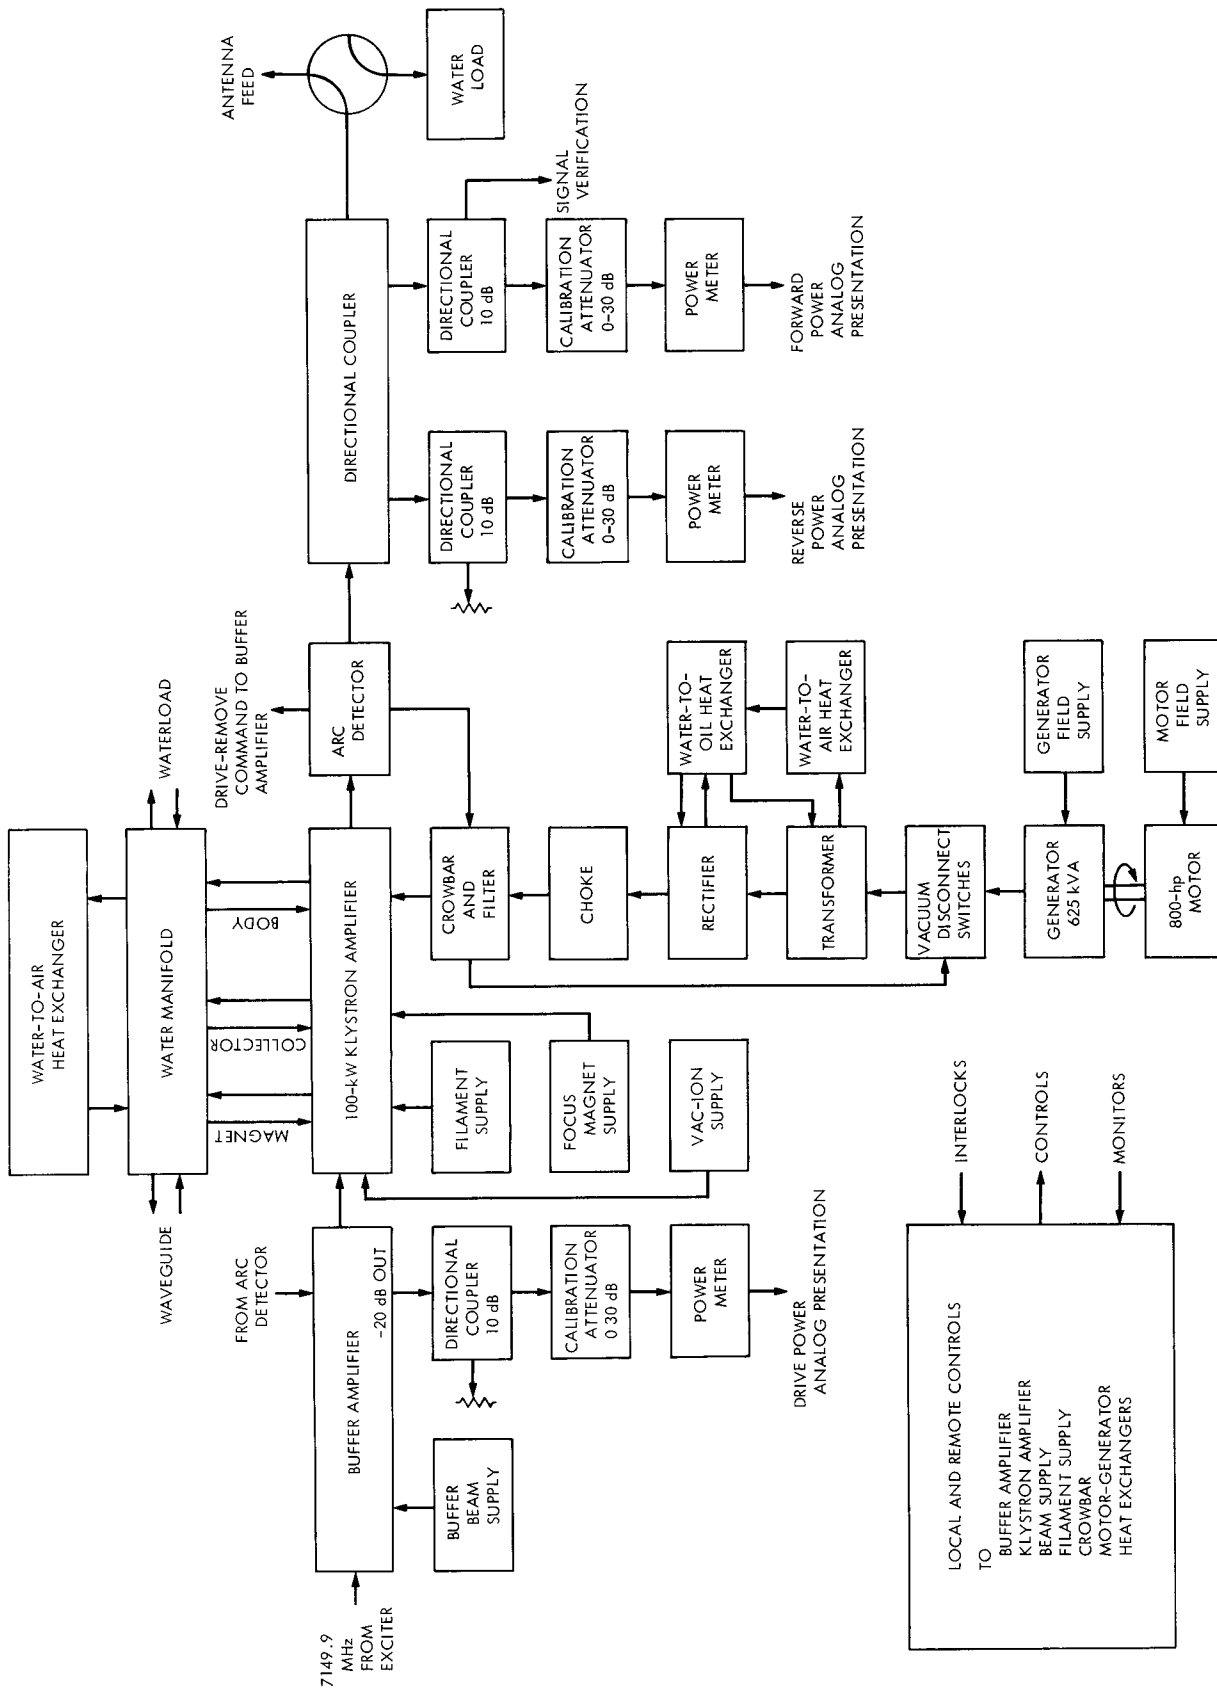 WATER-TO-AIR
HEAT EXCHANGER
WAVEGUIDE
WATER MANIFOLD
WATERLOAD
MAGNET
COLLECTOR
BODY
FROM ARC
DETECTOR
DRIVE-REMOVE
COMMAND TO BUFFER
AMPLIFIER
ANTENNA
FEED
7149.9
MHz
FROM
EXCITER
BUFFER AMPLIFIER
-20 dB OUT
100-kW KLYSTRON AMPLIFIER
ARC
DETECTOR
DIRECTIONAL COUPLER
WATER
LOAD
BUFFER
BEAM
SUPPLY
DIRECTIONAL
COUPLER
10 dB
CALIBRATION
ATTENUATOR
0 30 dB
POWER
METER
DRIVE POWER
ANALOG PRESENTATION
FILAMENT
SUPPLY
FOCUS
MAGNET
SUPPLY
VAC-ION
SUPPLY
CROWBAR
AND
FILTER
CHOKE
RECTIFIER
WATER-TO-
OIL HEAT
EXCHANGER
TRANSFORMER
WATER-TO-
AIR HEAT
EXCHANGER
VACUUM
DISCONNECT
SWITCHES
GENERATOR
625 kVA
GENERATOR
FIELD
SUPPLY
800-hp
MOTOR
MOTOR
FIELD
SUPPLY
DIRECTIONAL
COUPLER
10 dB
CALIBRATION
ATTENUATOR
0-30 dB
POWER
METER
REVERSE
POWER
ANALOG
PRESENTATION
DIRECTIONAL
COUPLER
10 dB
SIGNAL
VERIFICATION
CALIBRATION
ATTENUATOR
0-30 dB
POWER
METER
FORWARD
POWER
ANALOG
PRESENTATION
LOCAL AND REMOTE CONTROLS
TO
BUFFER AMPLIFIER
KLYSTRON AMPLIFIER
BEAM SUPPLY
FILAMENT SUPPLY
CROWBAR
MOTOR-GENERATOR
HEAT EXCHANGERS
INTERLOCKS
CONTROLS
MONITORS